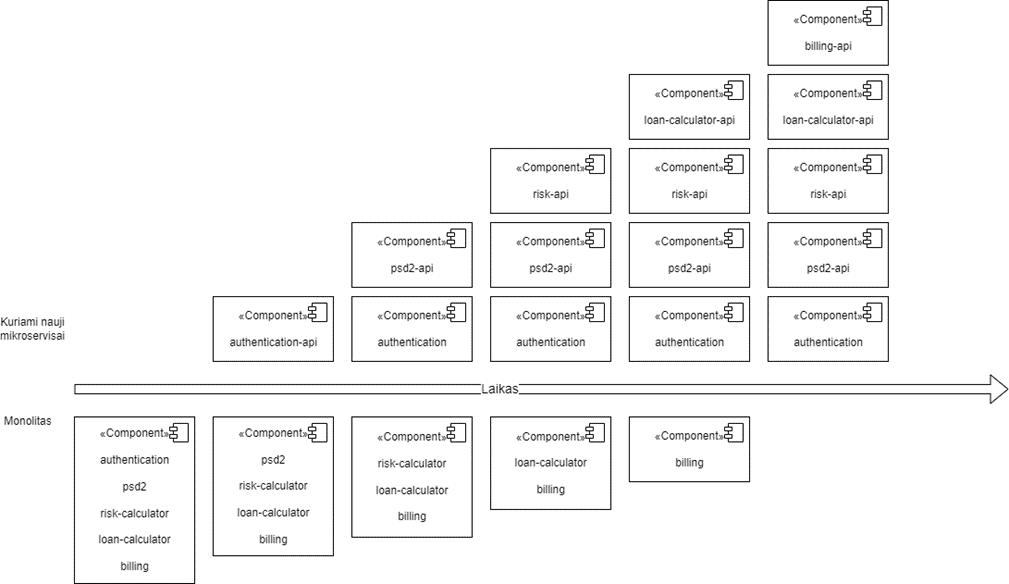 «Component»
billing-api
«Component»
loan-calculator-api
«Component»
loan-calculator-api
«Component»
risk-api
«Component»
risk-api
«Component»
risk-api
«Component»
psd2-api
«Component»
psd2-api
«Component»
psd2-api
«Component»
psd2-api
Kuriami nauji
mikroservisai
«Component»
authentication-api
«Component»
authentication
«Component»
authentication
«Component»
authentication
«Component»
authentication
Laikas
Monolitas
«Component»
authentication
psd2
risk-calculator
loan-calculator
billing
«Component»
psd2
risk-calculator
loan-calculator
billing
«Component»
risk-calculator
loan-calculator
billing
«Component»
loan-calculator
billing
«Component»
billing